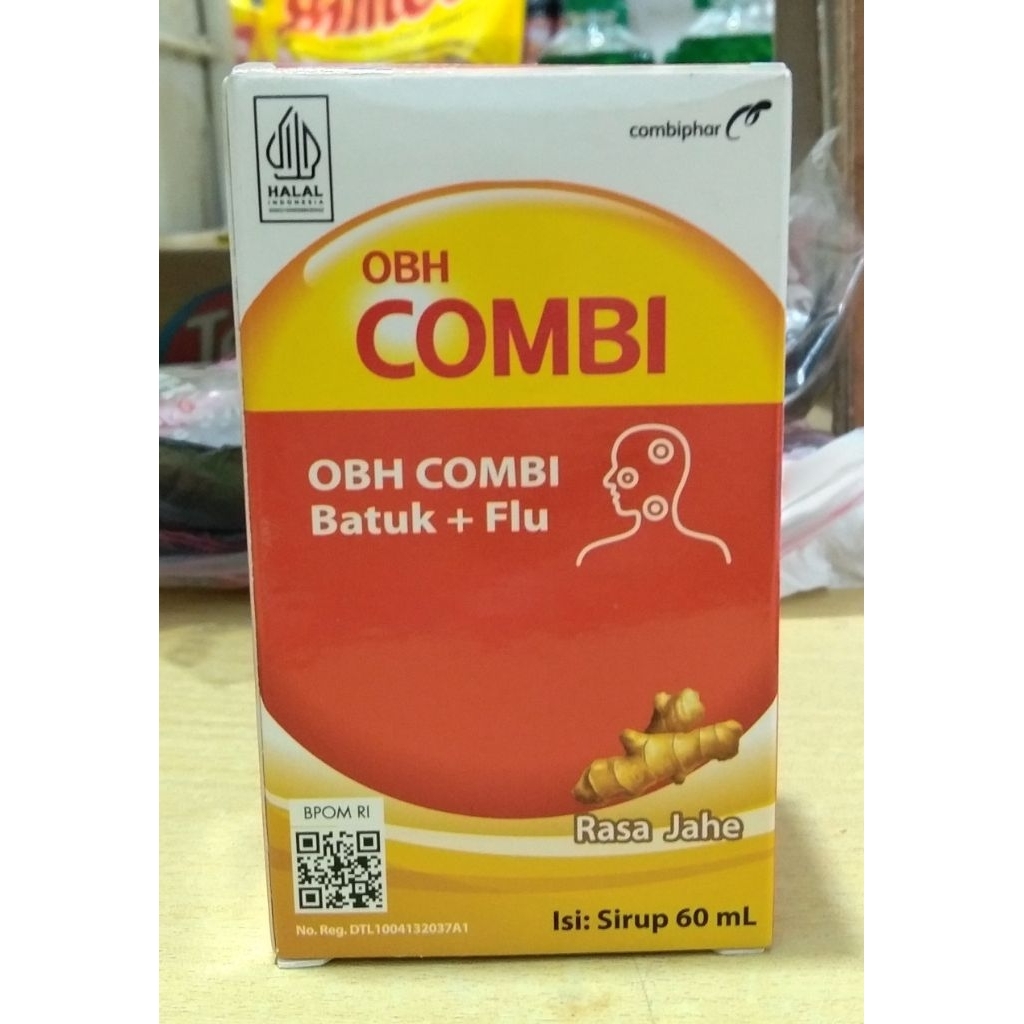 HALAL
INDONESIA
combiphar
OBH
COMBI
OBH COMBI
Batuk + Flu
Rasa Jahe
BPOM RI
No. Reg. DTL1004132037A1
Isi: Sirup 60 mL